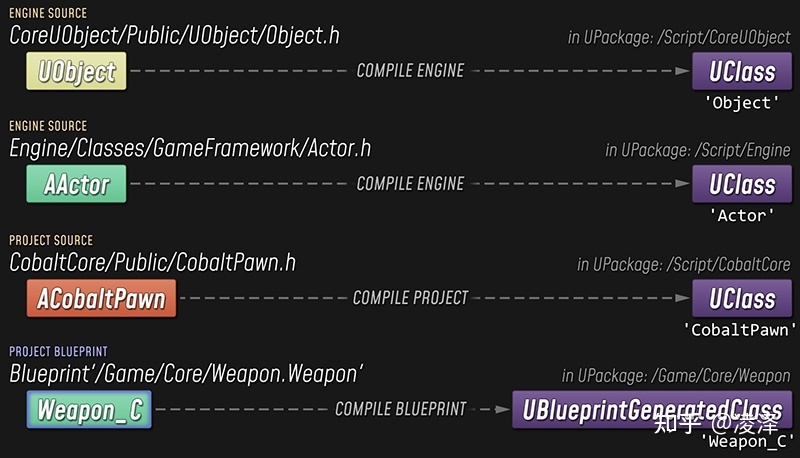 ENGINE SOURCE
CoreUObject/Public/UObject/Object.h
in UPackage: /Script/CoreUObject
UObject
COMPILE ENGINE
UClass
'Object'
ENGINE SOURCE
Engine/Classes/GameFramework/Actor.h
in UPackage: /Script/Engine
AActor
COMPILE ENGINE
UClass
'Actor'
PROJECT SOURCE
CobaltCore/Public/CobaltPawn.h
in UPackage: /Script/CobaltCore
ACobaltPawn
COMPILE PROJECT
UClass
'CobaltPawn'
PROJECT BLUEPRINT
Blueprint'/Game/Core/Weapon.Weapon'
in UPackage: /Game/Core/Weapon
Weapon_C
COMPILE BLUEPRINT
UBlueprintGeneratedClass
知乎 @凌泽
'Weapon_C'